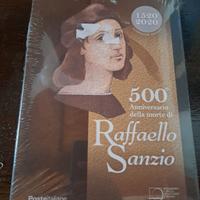 1520
2020
500°
Anniversario
della morte di
Raffaello
Sanzio
Posteitaliane